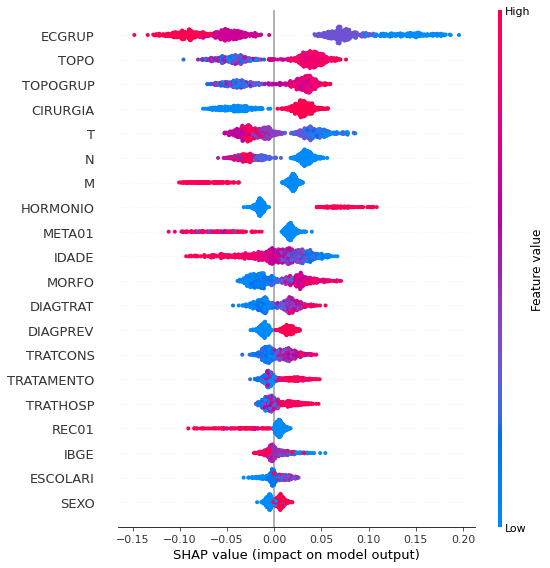 High
ECGRUP
TOPO
TOPOGRUP
CIRURGIA
T
N
M
HORMONIO
META01
IDADE
MORFO
DIAGTRAT
DIAGPREV
TRATCONS
TRATAMENTO
TRATHOSP
REC01
IBGE
ESCOLARI
SEXO
Feature value
Low
−0.15 −0.10 −0.05 0.00 0.05 0.10 0.15 0.20
SHAP value (impact on model output)